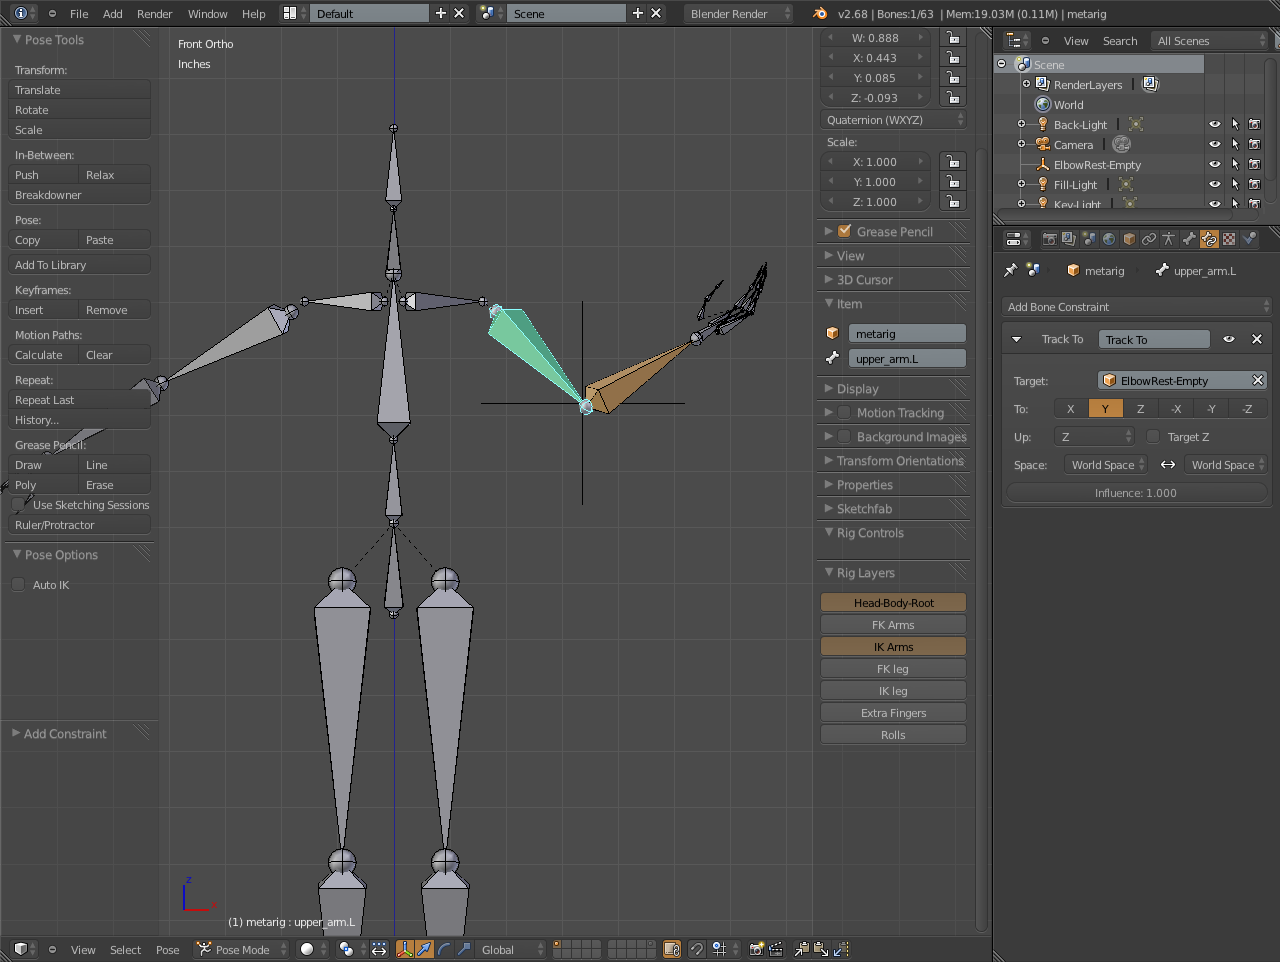 File Add Render Window Help Default Scene Blender Render v2.68 | Bones:1/63 | Mem:19.03M (0.11M) | metarig
Pose Tools
Transform:
Translate
Rotate
Scale
In-Between:
Push Relax
Breakdowner
Pose:
Copy Paste
Add To Library
Keyframes:
Insert Remove
Motion Paths:
Calculate Clear
Repeat:
Repeat Last
History...
Grease Pencil:
Draw Line
Poly Erase
Use Sketching Sessions
Ruler/Protractor
Pose Options
Auto IK
Add Constraint
Front Ortho
Inches
z
x
(1) metarig : upper_arm.L
W: 0.888
X: 0.443
Y: 0.085
Z: -0.093
Quaternion (WXYZ)
Scale:
X: 1.000
Y: 1.000
Z: 1.000
Grease Pencil
View
3D Cursor
Item
metarig
upper_arm.L
Display
Motion Tracking
Background Images
Transform Orientations
Properties
Sketchfab
Rig Controls
Rig Layers
Head-Body-Root
FK Arms
IK Arms
FK leg
IK leg
Extra Fingers
Rolls
View Search All Scenes
Scene
RenderLayers
World
Back-Light
Camera
ElbowRest-Empty
Fill-Light
Key-Light
metarig upper_arm.L
Add Bone Constraint
Track To Track To
Target: ElbowRest-Empty
To: X Y Z -X -Y -Z
Up: Z Target Z
Space: World Space World Space
Influence: 1.000
View Select Pose Pose Mode Global